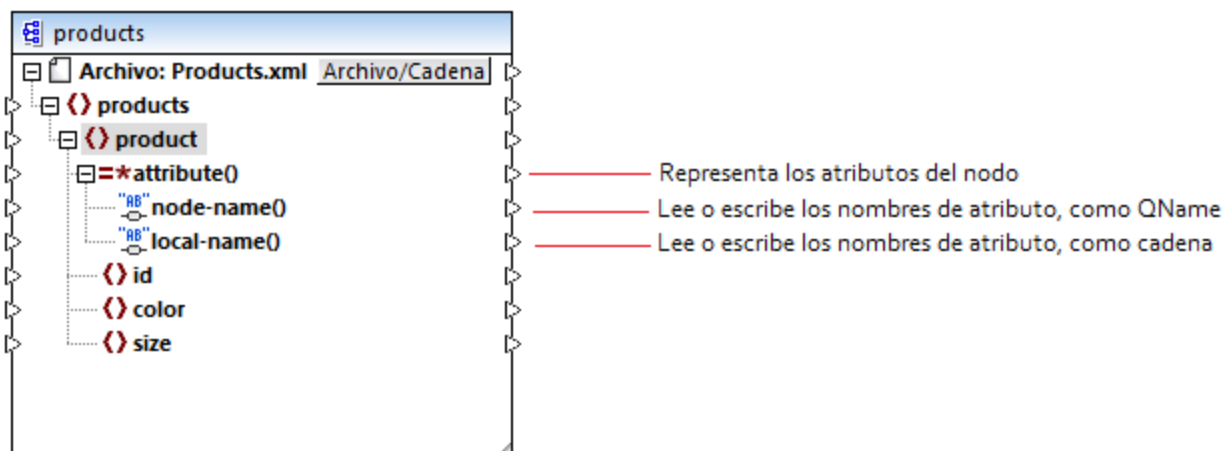 products
Archivo: Products.xml Archivo/Cadena
{} products
{} product
=*attribute() Representa los atributos del nodo
"AB" node-name() Lee o escribe los nombres de atributo, como QName
"AB" local-name() Lee o escribe los nombres de atributo, como cadena
{} id
{} color
{} size